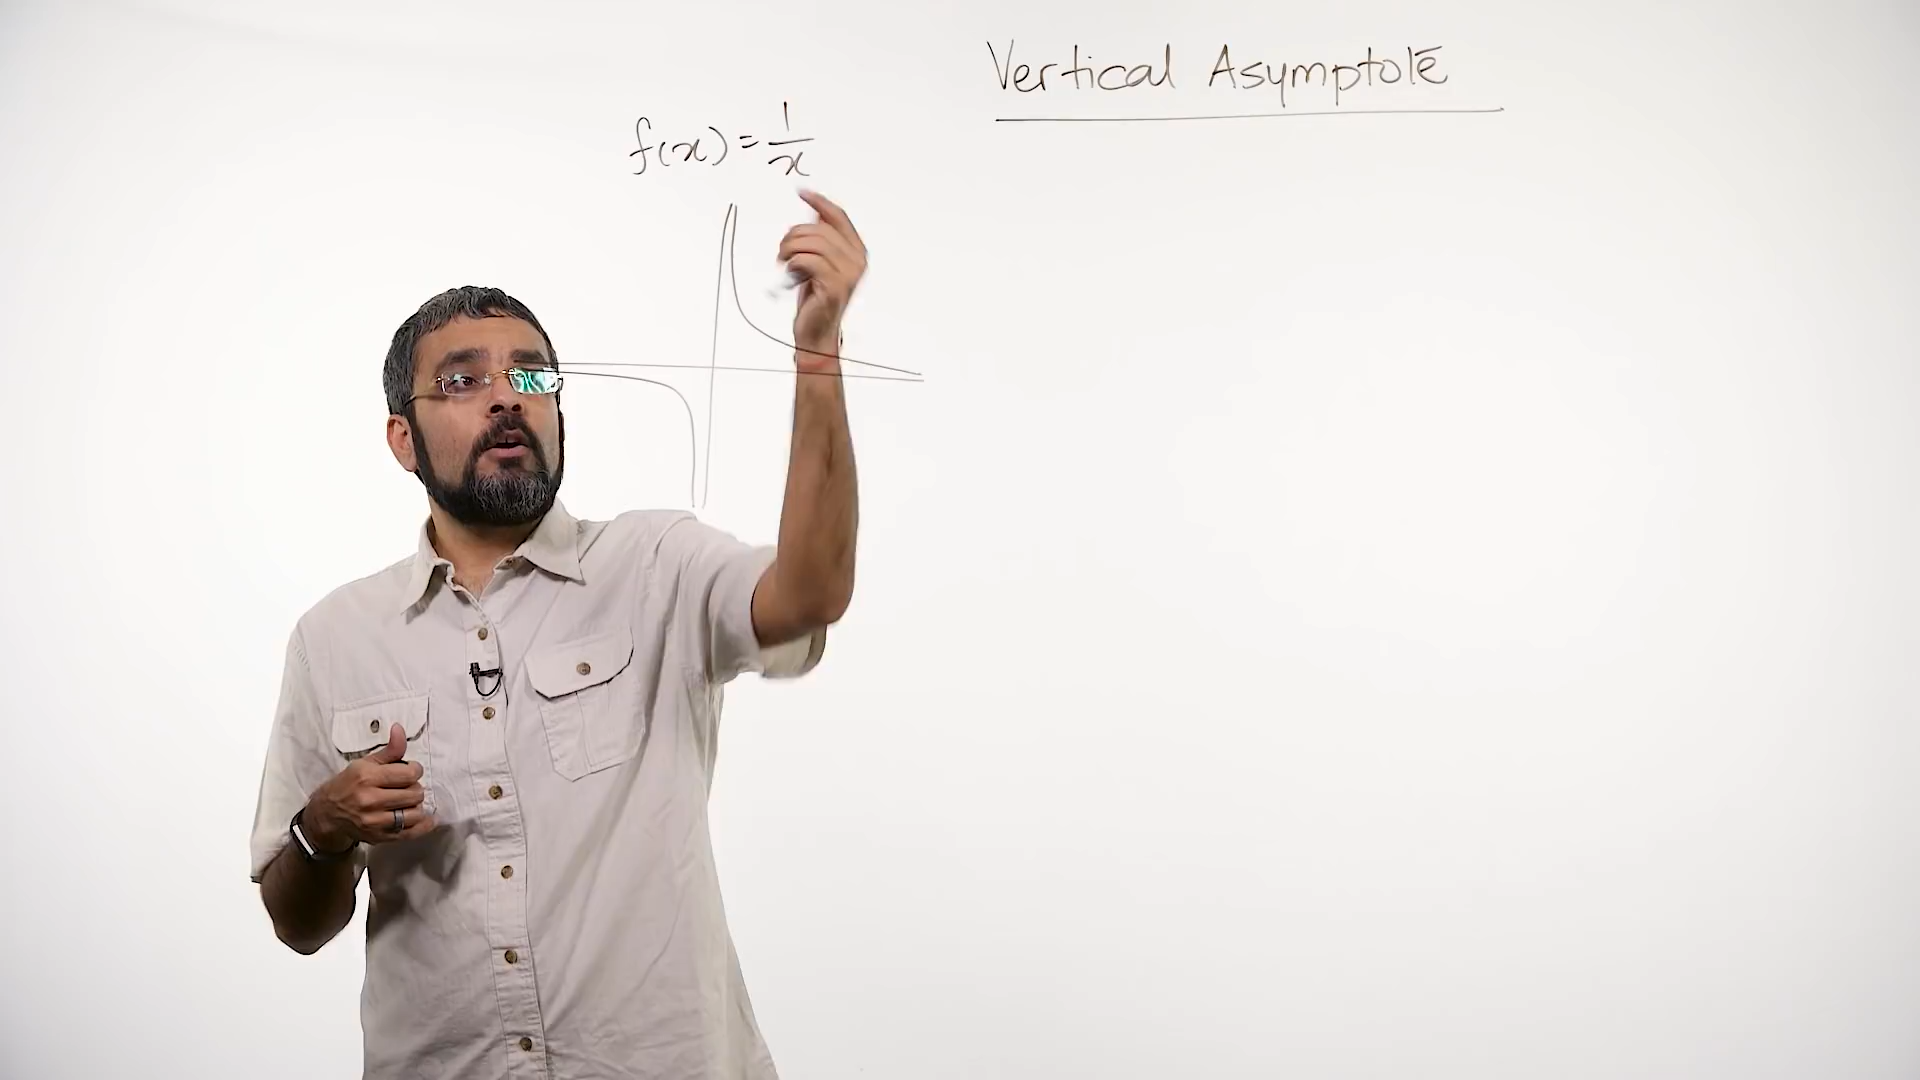 Vertical Asymptote
f(x) = 1/x